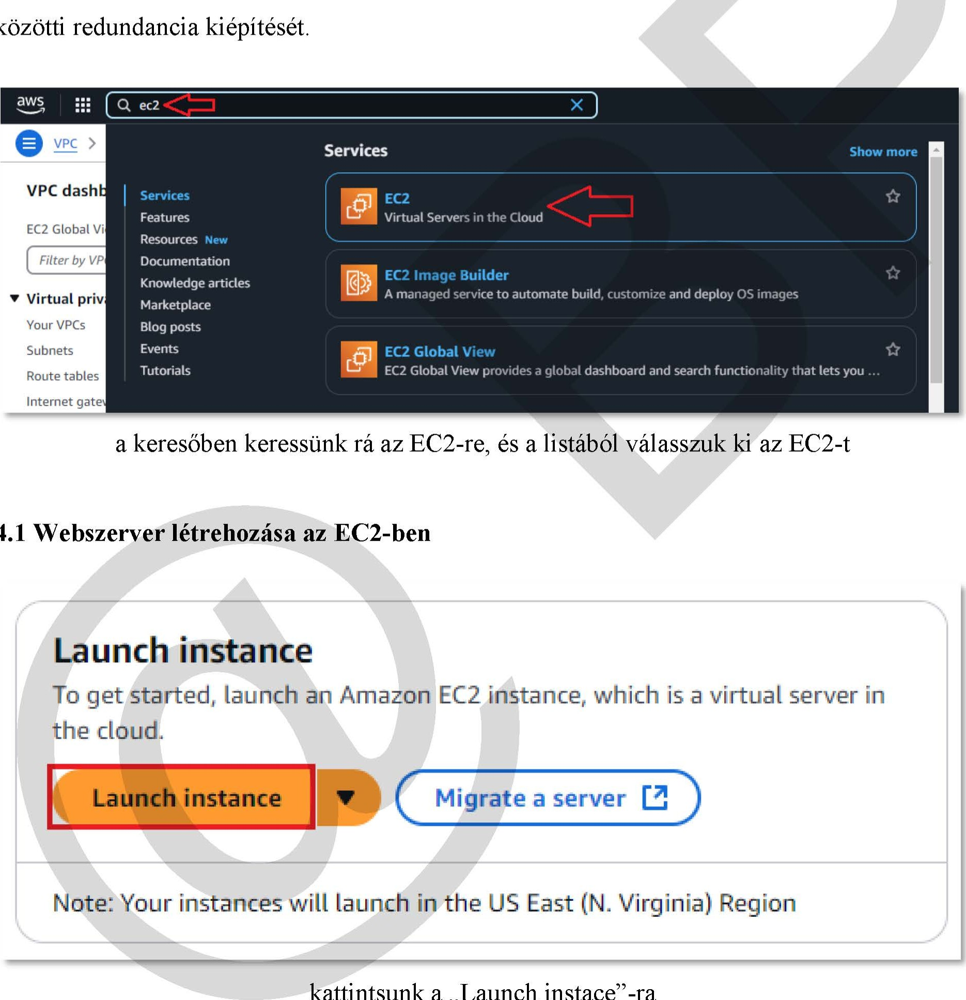 közötti redundancia kiépítését.
aws
ec2
VPC
Services
Show more
VPC dashb
EC2 Global Vi
Filter by VP
Virtual priv
Your VPCs
Subnets
Route tables
Internet gate
Services
Features
Resources New
Documentation
Knowledge articles
Marketplace
Blog posts
Events
Tutorials
EC2
Virtual Servers in the Cloud
EC2 Image Builder
A managed service to automate build, customize and deploy OS images
EC2 Global View
EC2 Global View provides a global dashboard and search functionality that lets you ...
a keresőben keressünk rá az EC2-re, és a listából válasszuk ki az EC2-t
4.1 Webszerver létrehozása az EC2-ben
Launch instance
To get started, launch an Amazon EC2 instance, which is a virtual server in
the cloud.
Launch instance
Migrate a server
Note: Your instances will launch in the US East (N. Virginia) Region
kattintsunk a „Launch instace”-ra